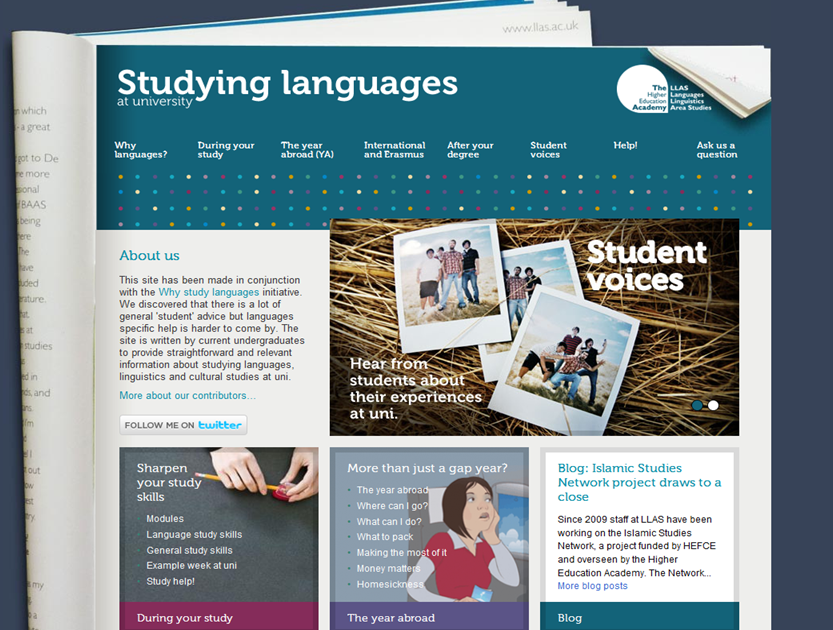 www.llas.ac.uk
Studying languages
at university
The Higher Education Academy
LLAS Languages Linguistics Area Studies
Why languages?
During your study
The year abroad (YA)
International and Erasmus
After your degree
Student voices
Help!
Ask us a question
About us
This site has been made in conjunction
with the Why study languages initiative.
We discovered that there is a lot of
general 'student' advice but languages
specific help is harder to come by. The
site is written by current undergraduates
to provide straightforward and relevant
information about studying languages,
linguistics and cultural studies at uni.
More about our contributors...
FOLLOW ME ON twitter
Student
voices
Hear from
students about
their experiences
at uni.
Sharpen
your study
skills
Modules
Language study skills
General study skills
Example week at uni
Study help!
During your study
More than just a gap year?
The year abroad
Where can I go?
What can I do?
What to pack
Making the most of it
Money matters
Homesickness
The year abroad
Blog: Islamic Studies
Network project draws to a
close
Since 2009 staff at LLAS have been
working on the Islamic Studies
Network, a project funded by HEFCE
and overseen by the Higher
Education Academy. The Network...
More blog posts
Blog